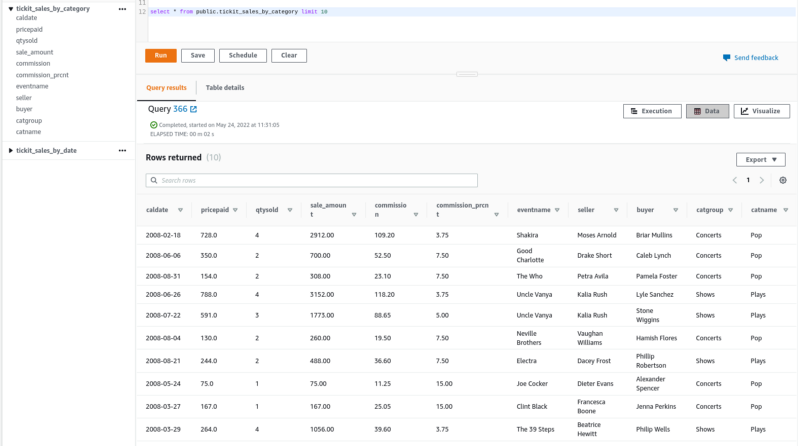 tickit_sales_by_category
caldate
pricepaid
qtysold
sale_amount
commission
commission_prcnt
eventname
seller
buyer
catgroup
catname
tickit_sales_by_date
11
12 select * from public.tickit_sales_by_category limit 10
Run Save Schedule Clear
Send feedback
Query results Table details
Query 366
Execution Data Visualize
Completed, started on May 24, 2022 at 11:31:05
ELAPSED TIME: 00 m 02 s
Rows returned (10)
Export
Search rows
1
caldate pricepaid qtysold sale_amount commission commission_prcnt eventname seller buyer catgroup catname
2008-02-18 728.0 4 2912.00 109.20 3.75 Shakira Moses Arnold Briar Mullins Concerts Pop
2008-06-06 350.0 2 700.00 52.50 7.50 Good Charlotte Drake Short Caleb Lynch Concerts Pop
2008-08-31 154.0 2 308.00 23.10 7.50 The Who Petra Avila Pamela Foster Concerts Pop
2008-06-26 788.0 4 3152.00 118.20 3.75 Uncle Vanya Kalia Rush Lyle Sanchez Shows Plays
2008-07-22 591.0 3 1773.00 88.65 5.00 Uncle Vanya Kalia Rush Stone Wiggins Shows Plays
2008-08-04 130.0 2 260.00 19.50 7.50 Neville Brothers Vaughan Williams Hamish Flores Concerts Pop
2008-08-21 244.0 2 488.00 36.60 7.50 Electra Dacey Frost Phillip Robertson Shows Plays
2008-05-24 75.0 1 75.00 11.25 15.00 Joe Cocker Dieter Evans Alexander Spencer Concerts Pop
2008-03-27 167.0 1 167.00 25.05 15.00 Clint Black Francesca Boone Jenna Perkins Concerts Pop
2008-03-29 264.0 4 1056.00 39.60 3.75 The 39 Steps Beatrice Hewitt Philip Wells Shows Plays